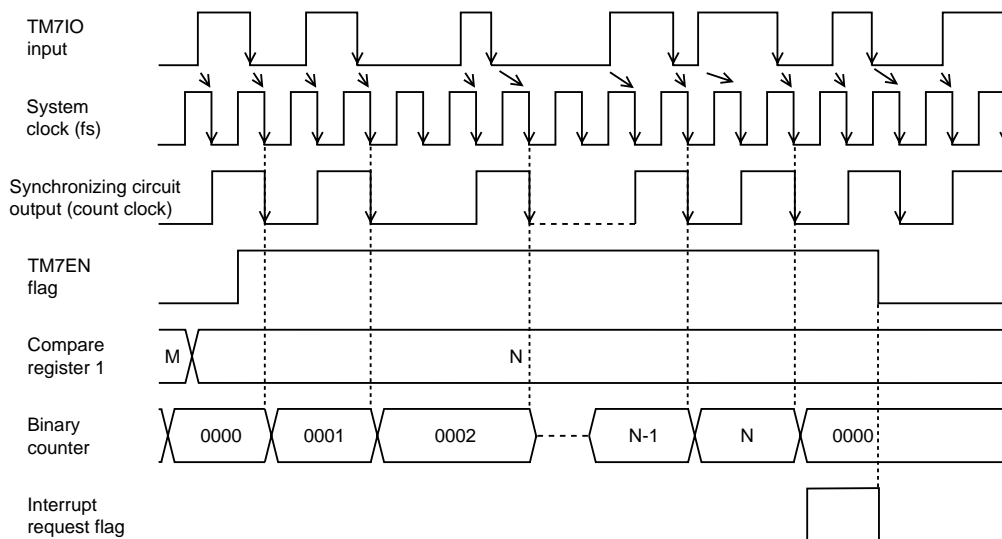 TM7IO
input
System
clock (fs)
Synchronizing circuit
output (count clock)
TM7EN
flag
Compare
register 1
M
N
Binary
counter
0000
0001
0002
N-1
N
0000
Interrupt
request flag